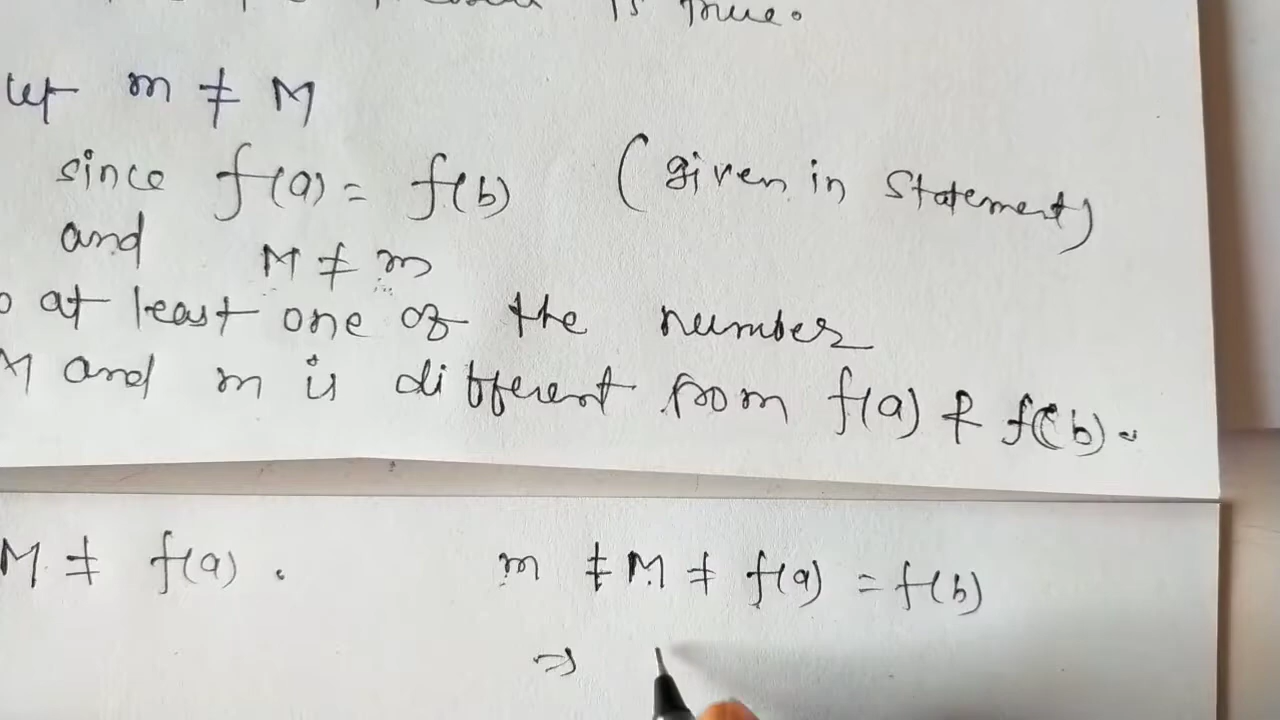 is true.
Let m ≠ M
since f(a) = f(b) (given in statement)
and M ≠ m
at least one of the number
M and m is different from f(a) & f(b).
M ≠ f(a). m ≠ M ≠ f(a) = f(b)
⇒